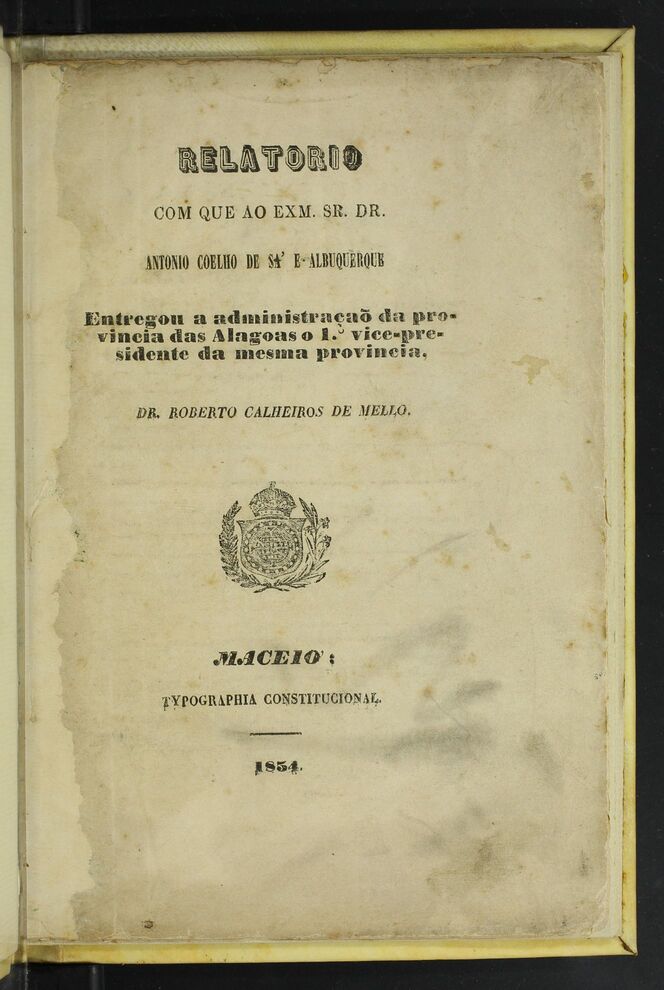 RELATORIO
COM QUE AO EXM. SR. DR.
ANTONIO COELHO DE SA' E ALBUQUERQUE
Entregou a administraçaõ da pro-
vincia das Alagoas o 1.º vice-pre-
sidente da mesma provincia,
DR. ROBERTO CALHEIROS DE MELLO.
MACEIO':
TYPOGRAPHIA CONSTITUCIONAL.
1854.